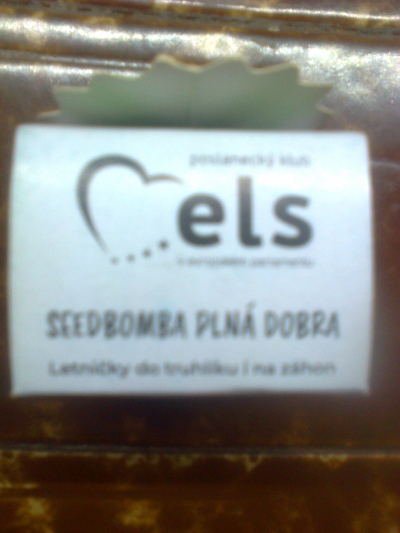 poslanecký klub
els
v evropském parlamentu
SEEDBOMBA PLNÁ DOBRA
Letničky do truhlíku i na záhon